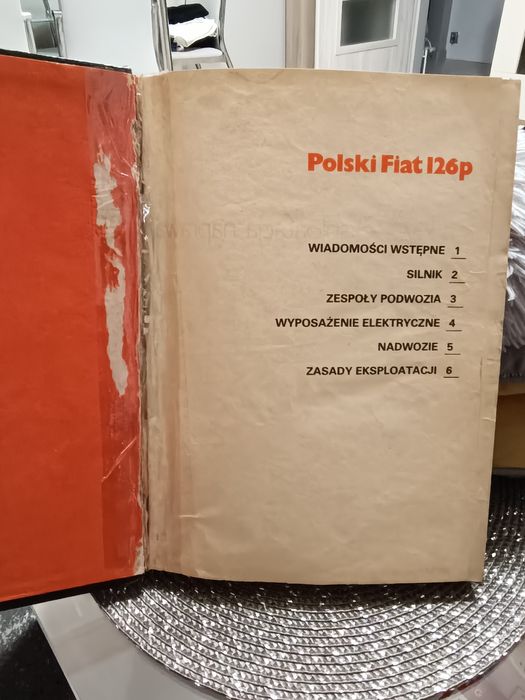 Polski Fiat 126p
WIADOMOŚCI WSTĘPNE 1
SILNIK 2
ZESPOŁY PODWOZIA 3
WYPOSAŻENIE ELEKTRYCZNE 4
NADWOZIE 5
ZASADY EKSPLOATACJI 6